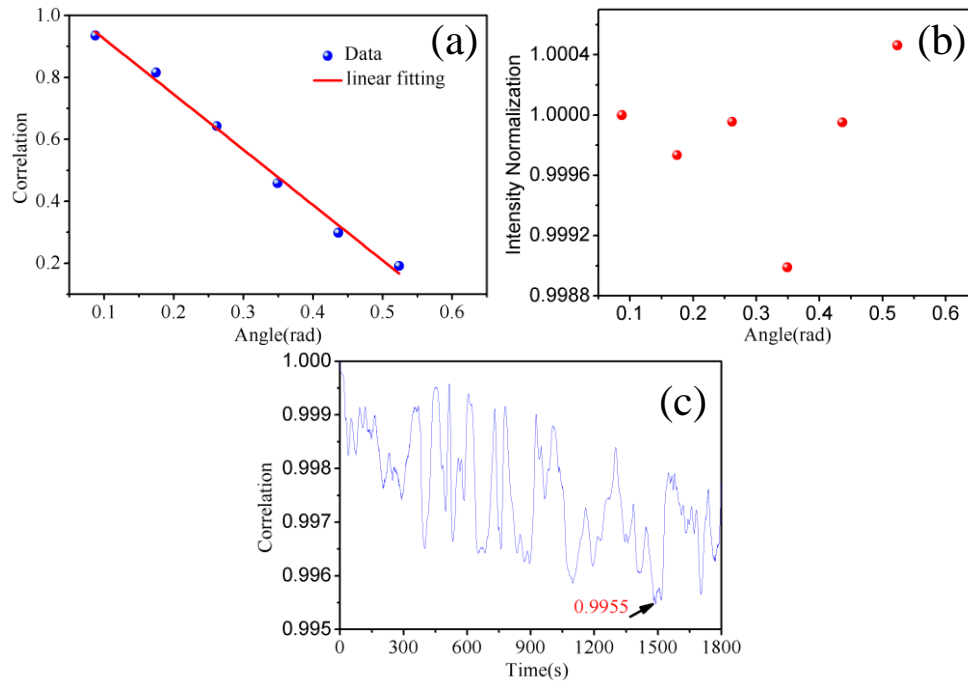 (a)
Data
linear fitting
Correlation
1.0
0.8
0.6
0.4
0.2
0.1 0.2 0.3 0.4 0.5 0.6
Angle(rad)
(b)
Intensity Normalization
1.0004
1.0000
0.9996
0.9992
0.9988
0.1 0.2 0.3 0.4 0.5 0.6
Angle(rad)
(c)
Correlation
1.000
0.999
0.998
0.997
0.996
0.995
0.9955
0 300 600 900 1200 1500 1800
Time(s)